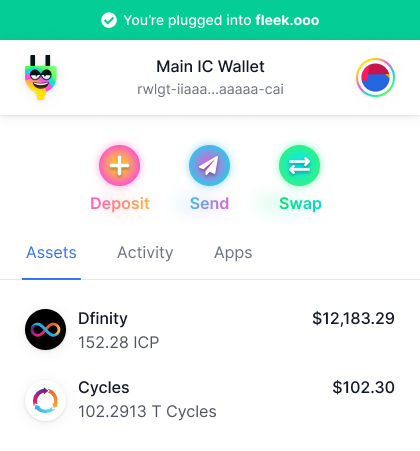 You're plugged into fleek.ooo
Main IC Wallet
rwlgt-iiaaa...aaaaa-cai
Deposit
Send
Swap
Assets
Activity
Apps
Dfinity
$12,183.29
152.28 ICP
Cycles
$102.30
102.2913 T Cycles